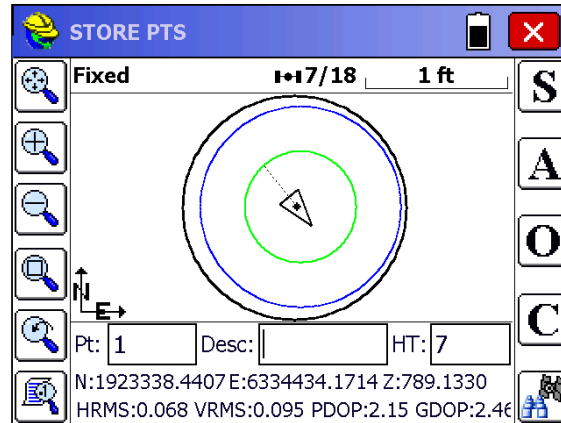 STORE PTS
Fixed 7/18 1 ft
S
A
O
C
N
E
Pt: 1 Desc: HT: 7
N:1923338.4407 E:6334434.1714 Z:789.1330
HRMS:0.068 VRMS:0.095 PDOP:2.15 GDOP:2.46